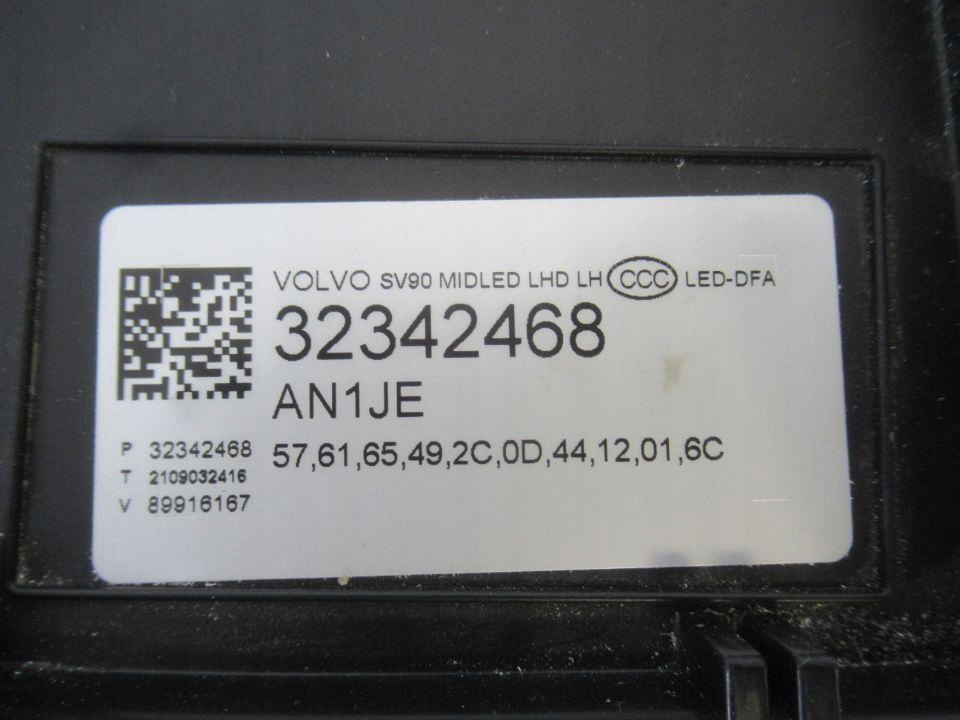 VOLVO SV90 MIDLED LHD LH CCC LED-DFA
32342468
AN1JE
57,61,65,49,2C,0D,44,12,01,6C
P 32342468
T 2109032416
V 89916167